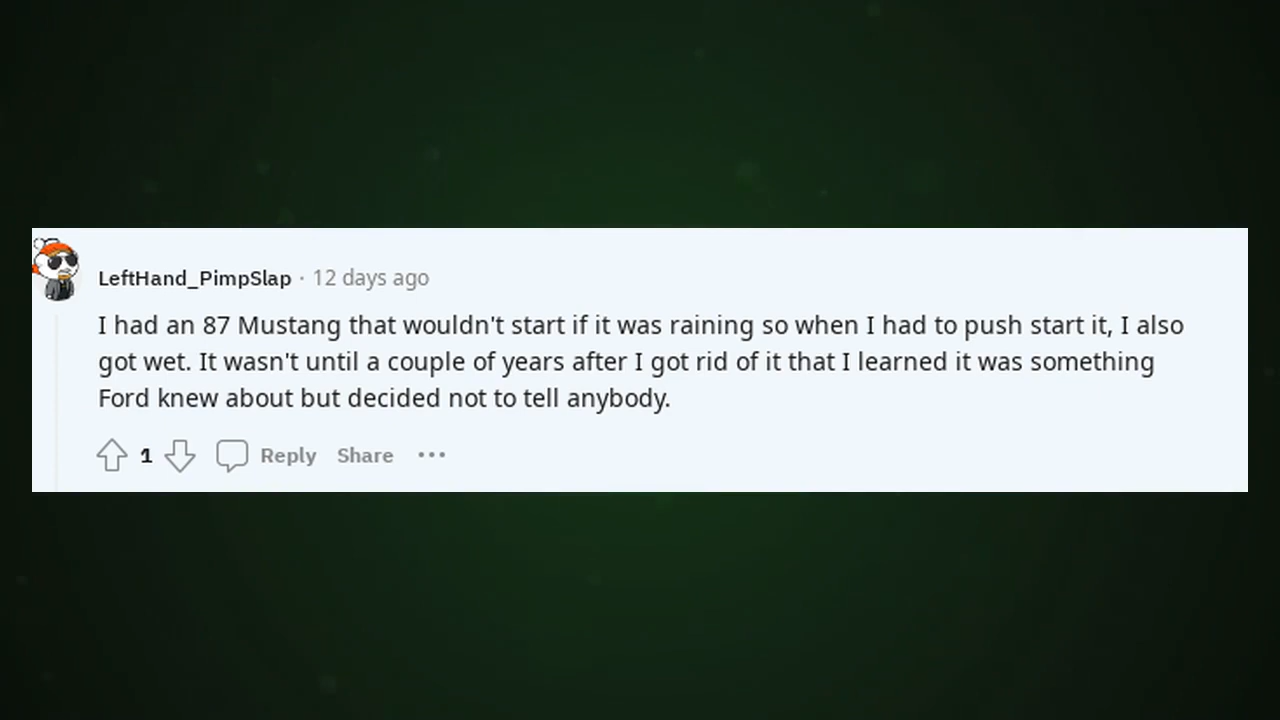 LeftHand_PimpSlap · 12 days ago
I had an 87 Mustang that wouldn't start if it was raining so when I had to push start it, I also
got wet. It wasn't until a couple of years after I got rid of it that I learned it was something
Ford knew about but decided not to tell anybody.
1 Reply Share •••